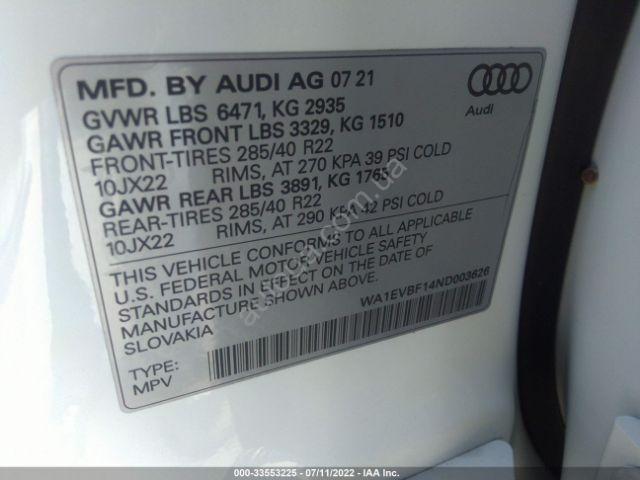 MFD. BY AUDI AG 07 21
GVWR LBS 6471, KG 2935
GAWR FRONT LBS 3329, KG 1510
FRONT-TIRES 285/40 R22
10JX22 RIMS, AT 270 KPA 39 PSI COLD
GAWR REAR LBS 3891, KG 1765
REAR-TIRES 285/40 R22
10JX22 RIMS, AT 290 KPA 42 PSI COLD
Audi
THIS VEHICLE CONFORMS TO ALL APPLICABLE
U.S. FEDERAL MOTOR VEHICLE SAFETY
STANDARDS IN EFFECT ON THE DATE OF
MANUFACTURE SHOWN ABOVE.
SLOVAKIA
WA1EVBF14ND003626
TYPE:
MPV
000-33553225 - 07/11/2022 - IAA Inc.